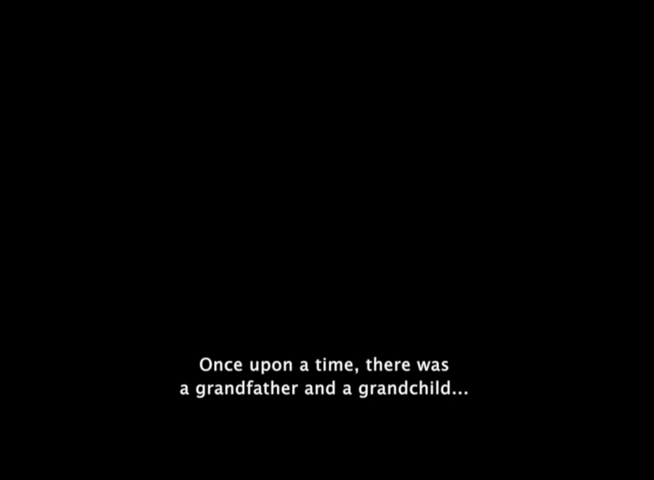 Once upon a time, there was
a grandfather and a grandchild...